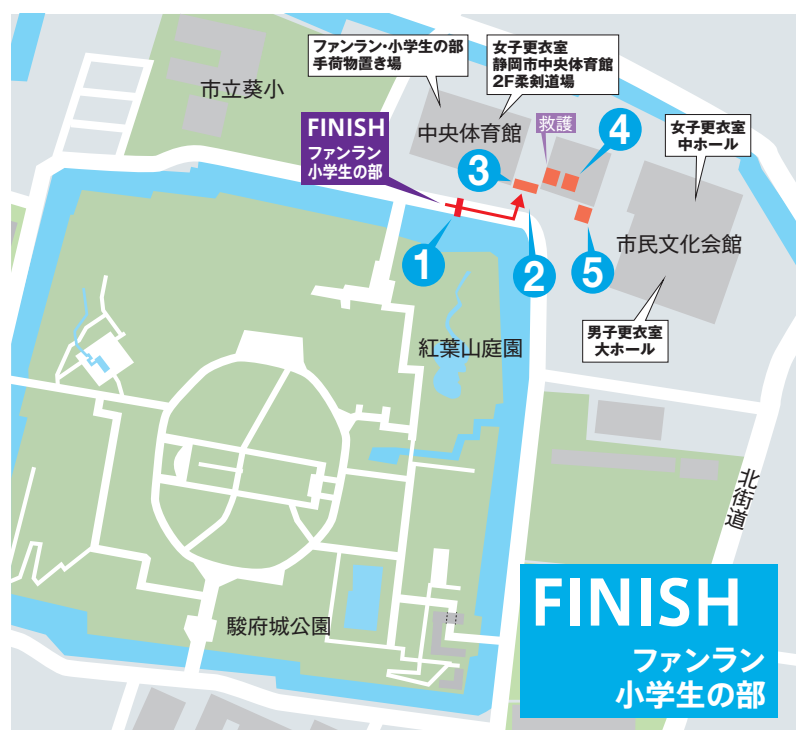 ファンラン・小学生の部
手荷物置き場
女子更衣室
静岡市中央体育館
2F柔剣道場
市立葵小
FINISH
ファンラン
小学生の部
中央体育館
救護
4
女子更衣室
中ホール
3
1
2
5
市民文化会館
男子更衣室
大ホール
紅葉山庭園
北街道
駿府城公園
FINISH
ファンラン
小学生の部